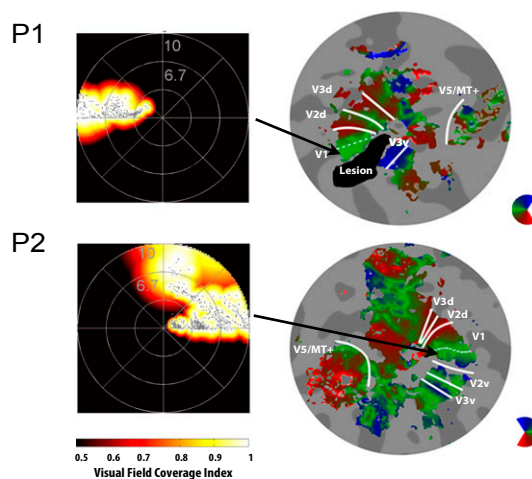 P1
10
6.7
V3d
V2d
V1
V3v
V5/MT+
Lesion
P2
10
6.7
V3d
V2d
V1
V5/MT+
V2v
V3v
0.5 0.6 0.7 0.8 0.9 1
Visual Field Coverage Index